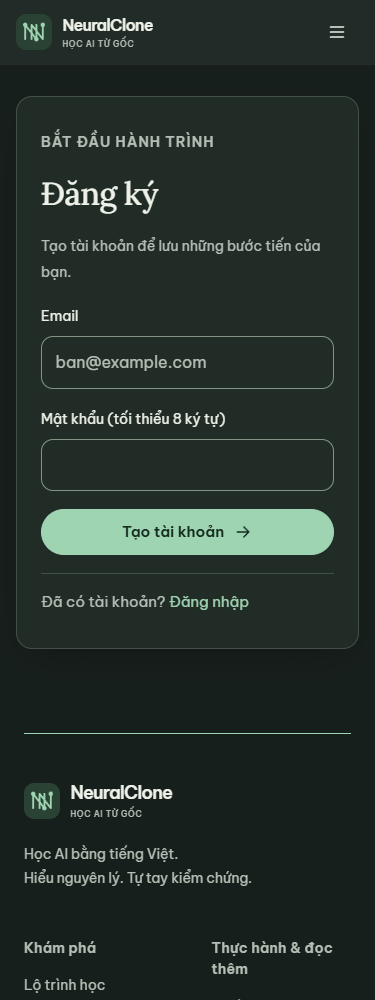 NeuralClone
HỌC AI TỪ GỐC
BẮT ĐẦU HÀNH TRÌNH
Đăng ký
Tạo tài khoản để lưu những bước tiến của
bạn.
Email
ban@example.com
Mật khẩu (tối thiểu 8 ký tự)
Tạo tài khoản →
Đã có tài khoản? Đăng nhập
NeuralClone
HỌC AI TỪ GỐC
Học AI bằng tiếng Việt.
Hiểu nguyên lý. Tự tay kiểm chứng.
Khám phá
Thực hành & đọc
thêm
Lộ trình học